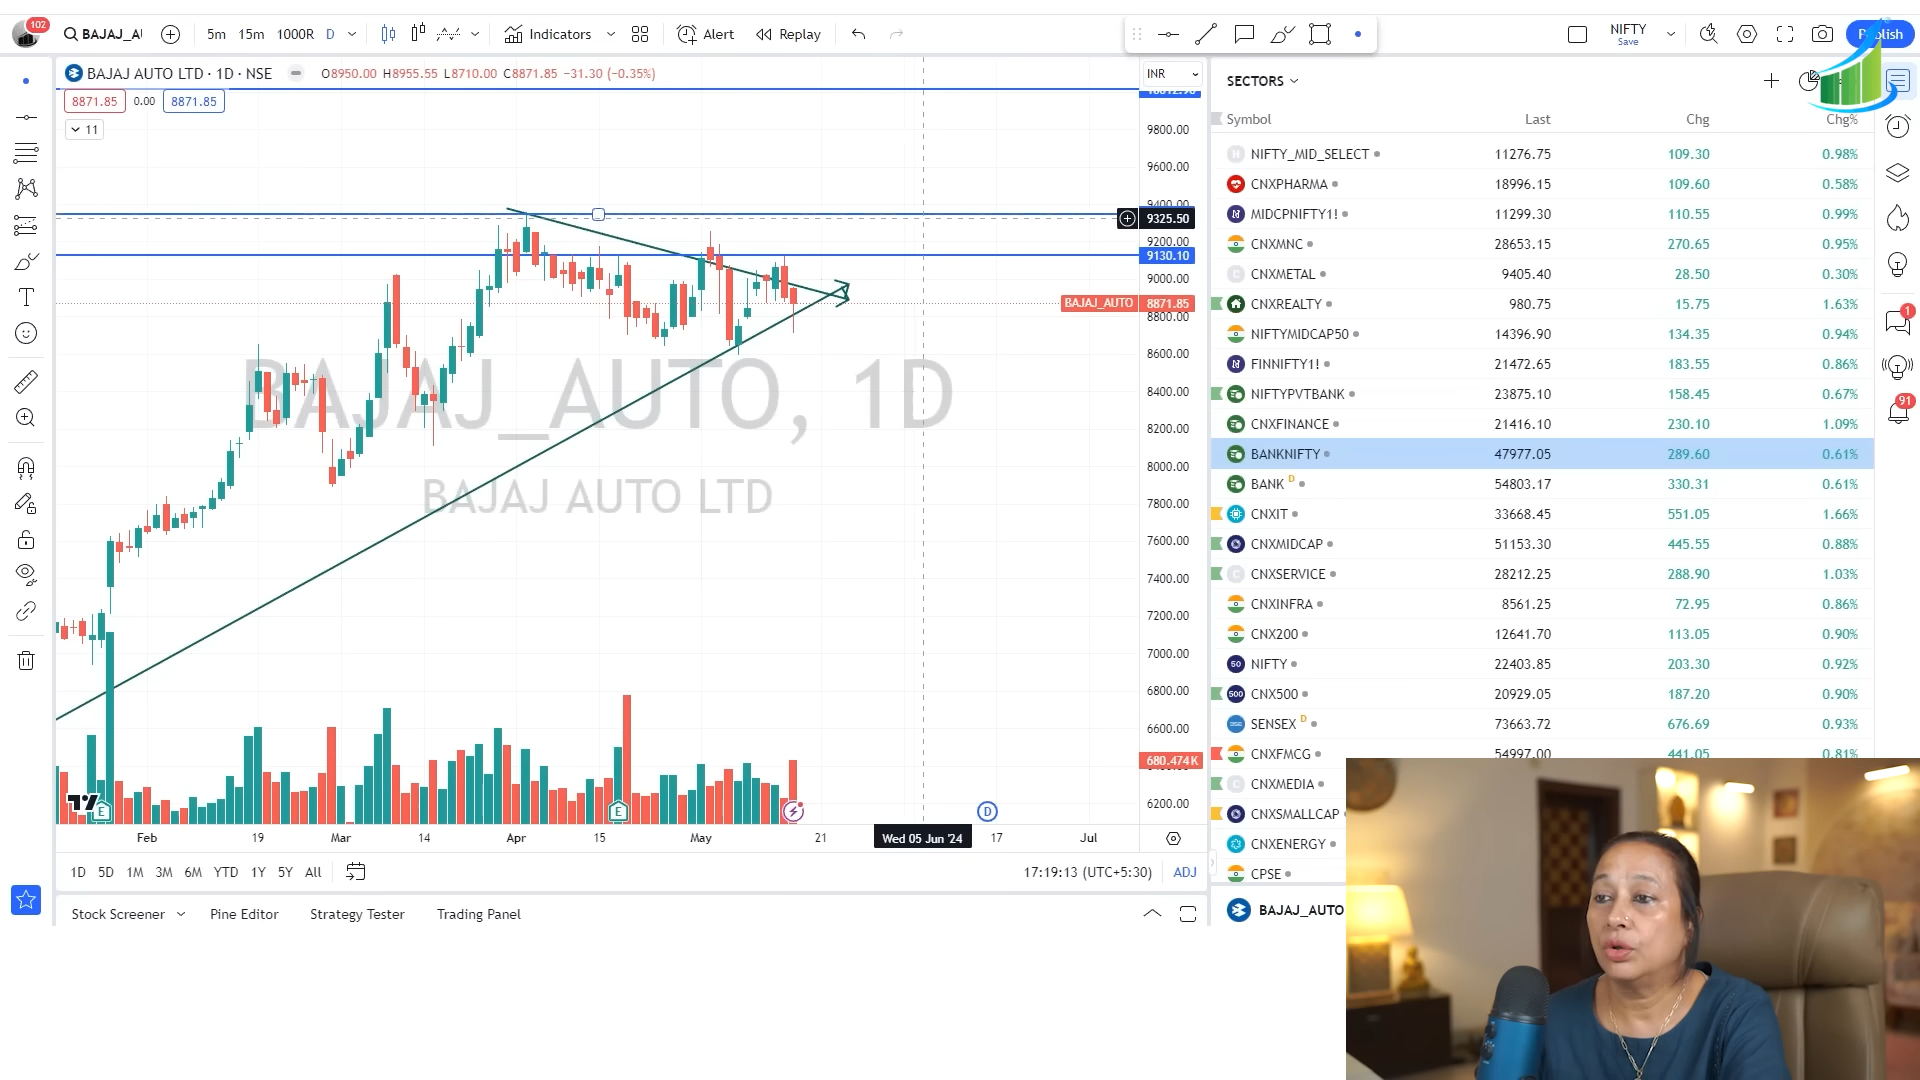 102
BAJAJ_AU
5m 15m 1000R D
Indicators
Alert
Replay
NIFTY
Save
BAJAJ AUTO LTD · 1D · NSE
O8950.00 H8955.55 L8710.00 C8871.85 −31.30 (−0.35%)
INR
8871.85 0.00 8871.85
11
9800.00
9600.00
9400.00
9325.50
9200.00
9130.10
9000.00
BAJAJ_AUTO 8871.85
8800.00
8600.00
8400.00
8200.00
8000.00
7800.00
7600.00
7400.00
7200.00
7000.00
6800.00
6600.00
680.474K
6200.00
BAJAJ_AUTO, 1D
BAJAJ AUTO LTD
E E D
Feb 19 Mar 14 Apr 15 May 21 Wed 05 Jun '24 17 Jul
1D 5D 1M 3M 6M YTD 1Y 5Y All
17:19:13 (UTC+5:30) ADJ
Stock Screener Pine Editor Strategy Tester Trading Panel
SECTORS
Symbol Last Chg Chg%
NIFTY_MID_SELECT 11276.75 109.30 0.98%
CNXPHARMA 18996.15 109.60 0.58%
MIDCPNIFTY1! 11299.30 110.55 0.99%
CNXMNC 28653.15 270.65 0.95%
CNXMETAL 9405.40 28.50 0.30%
CNXREALTY 980.75 15.75 1.63%
NIFTYMIDCAP50 14396.90 134.35 0.94%
FINNIFTY1! 21472.65 183.55 0.86%
NIFTYPVTBANK 23875.10 158.45 0.67%
CNXFINANCE 21416.10 230.10 1.09%
BANKNIFTY 47977.05 289.60 0.61%
BANK D 54803.17 330.31 0.61%
CNXIT 33668.45 551.05 1.66%
CNXMIDCAP 51153.30 445.55 0.88%
CNXSERVICE 28212.25 288.90 1.03%
CNXINFRA 8561.25 72.95 0.86%
CNX200 12641.70 113.05 0.90%
50 NIFTY 22403.85 203.30 0.92%
500 CNX500 20929.05 187.20 0.90%
SENSEX D 73663.72 676.69 0.93%
CNXFMCG 54997.00 441.05 0.81%
CNXMEDIA
CNXSMALLCAP
CNXENERGY
CPSE
BAJAJ_AUTO
1
91